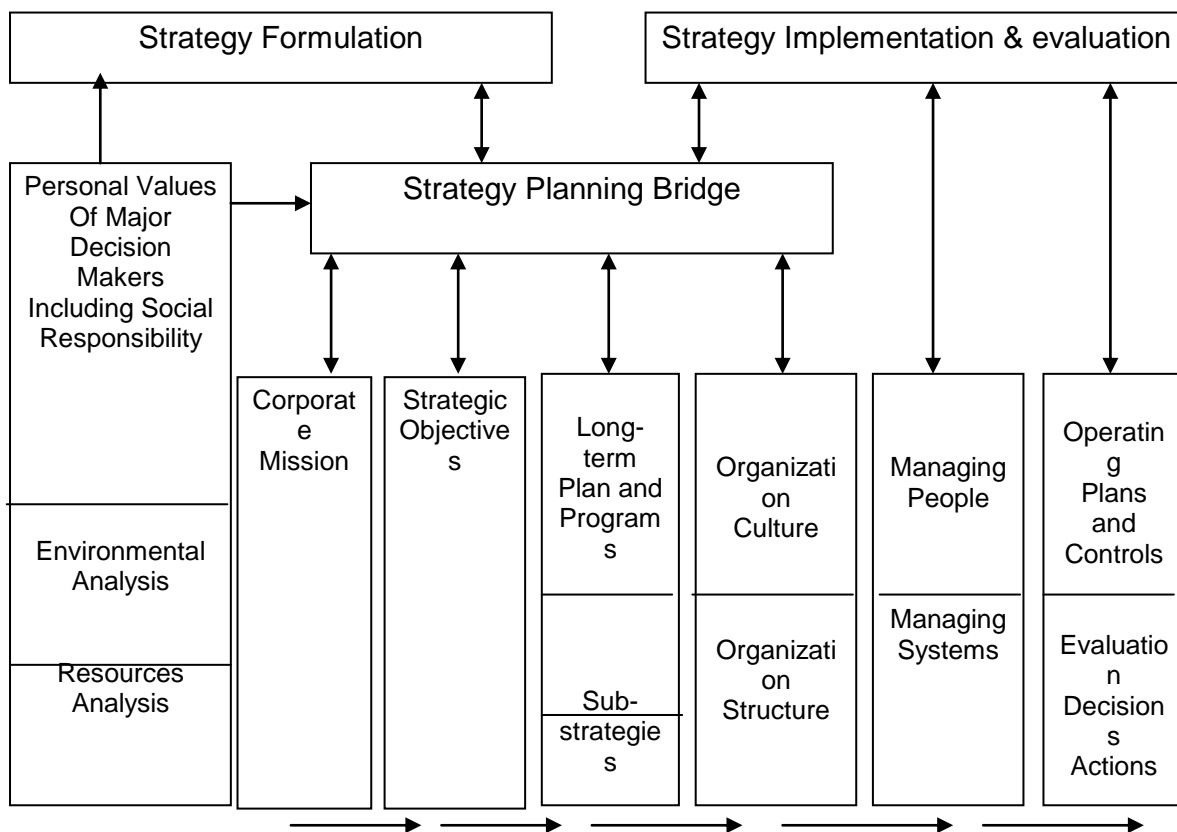 Strategy Formulation
Strategy Implementation & evaluation
Strategy Planning Bridge
Personal Values
Of Major
Decision
Makers
Including Social
Responsibility
Environmental
Analysis
Resources
Analysis
Corporat
e
Mission
Strategic
Objective
s
Long-
term
Plan and
Program
s
Sub-
strategie
s
Organizati
on
Culture
Organizati
on
Structure
Managing
People
Managing
Systems
Operatin
g
Plans
and
Controls
Evaluatio
n
Decision
s
Actions